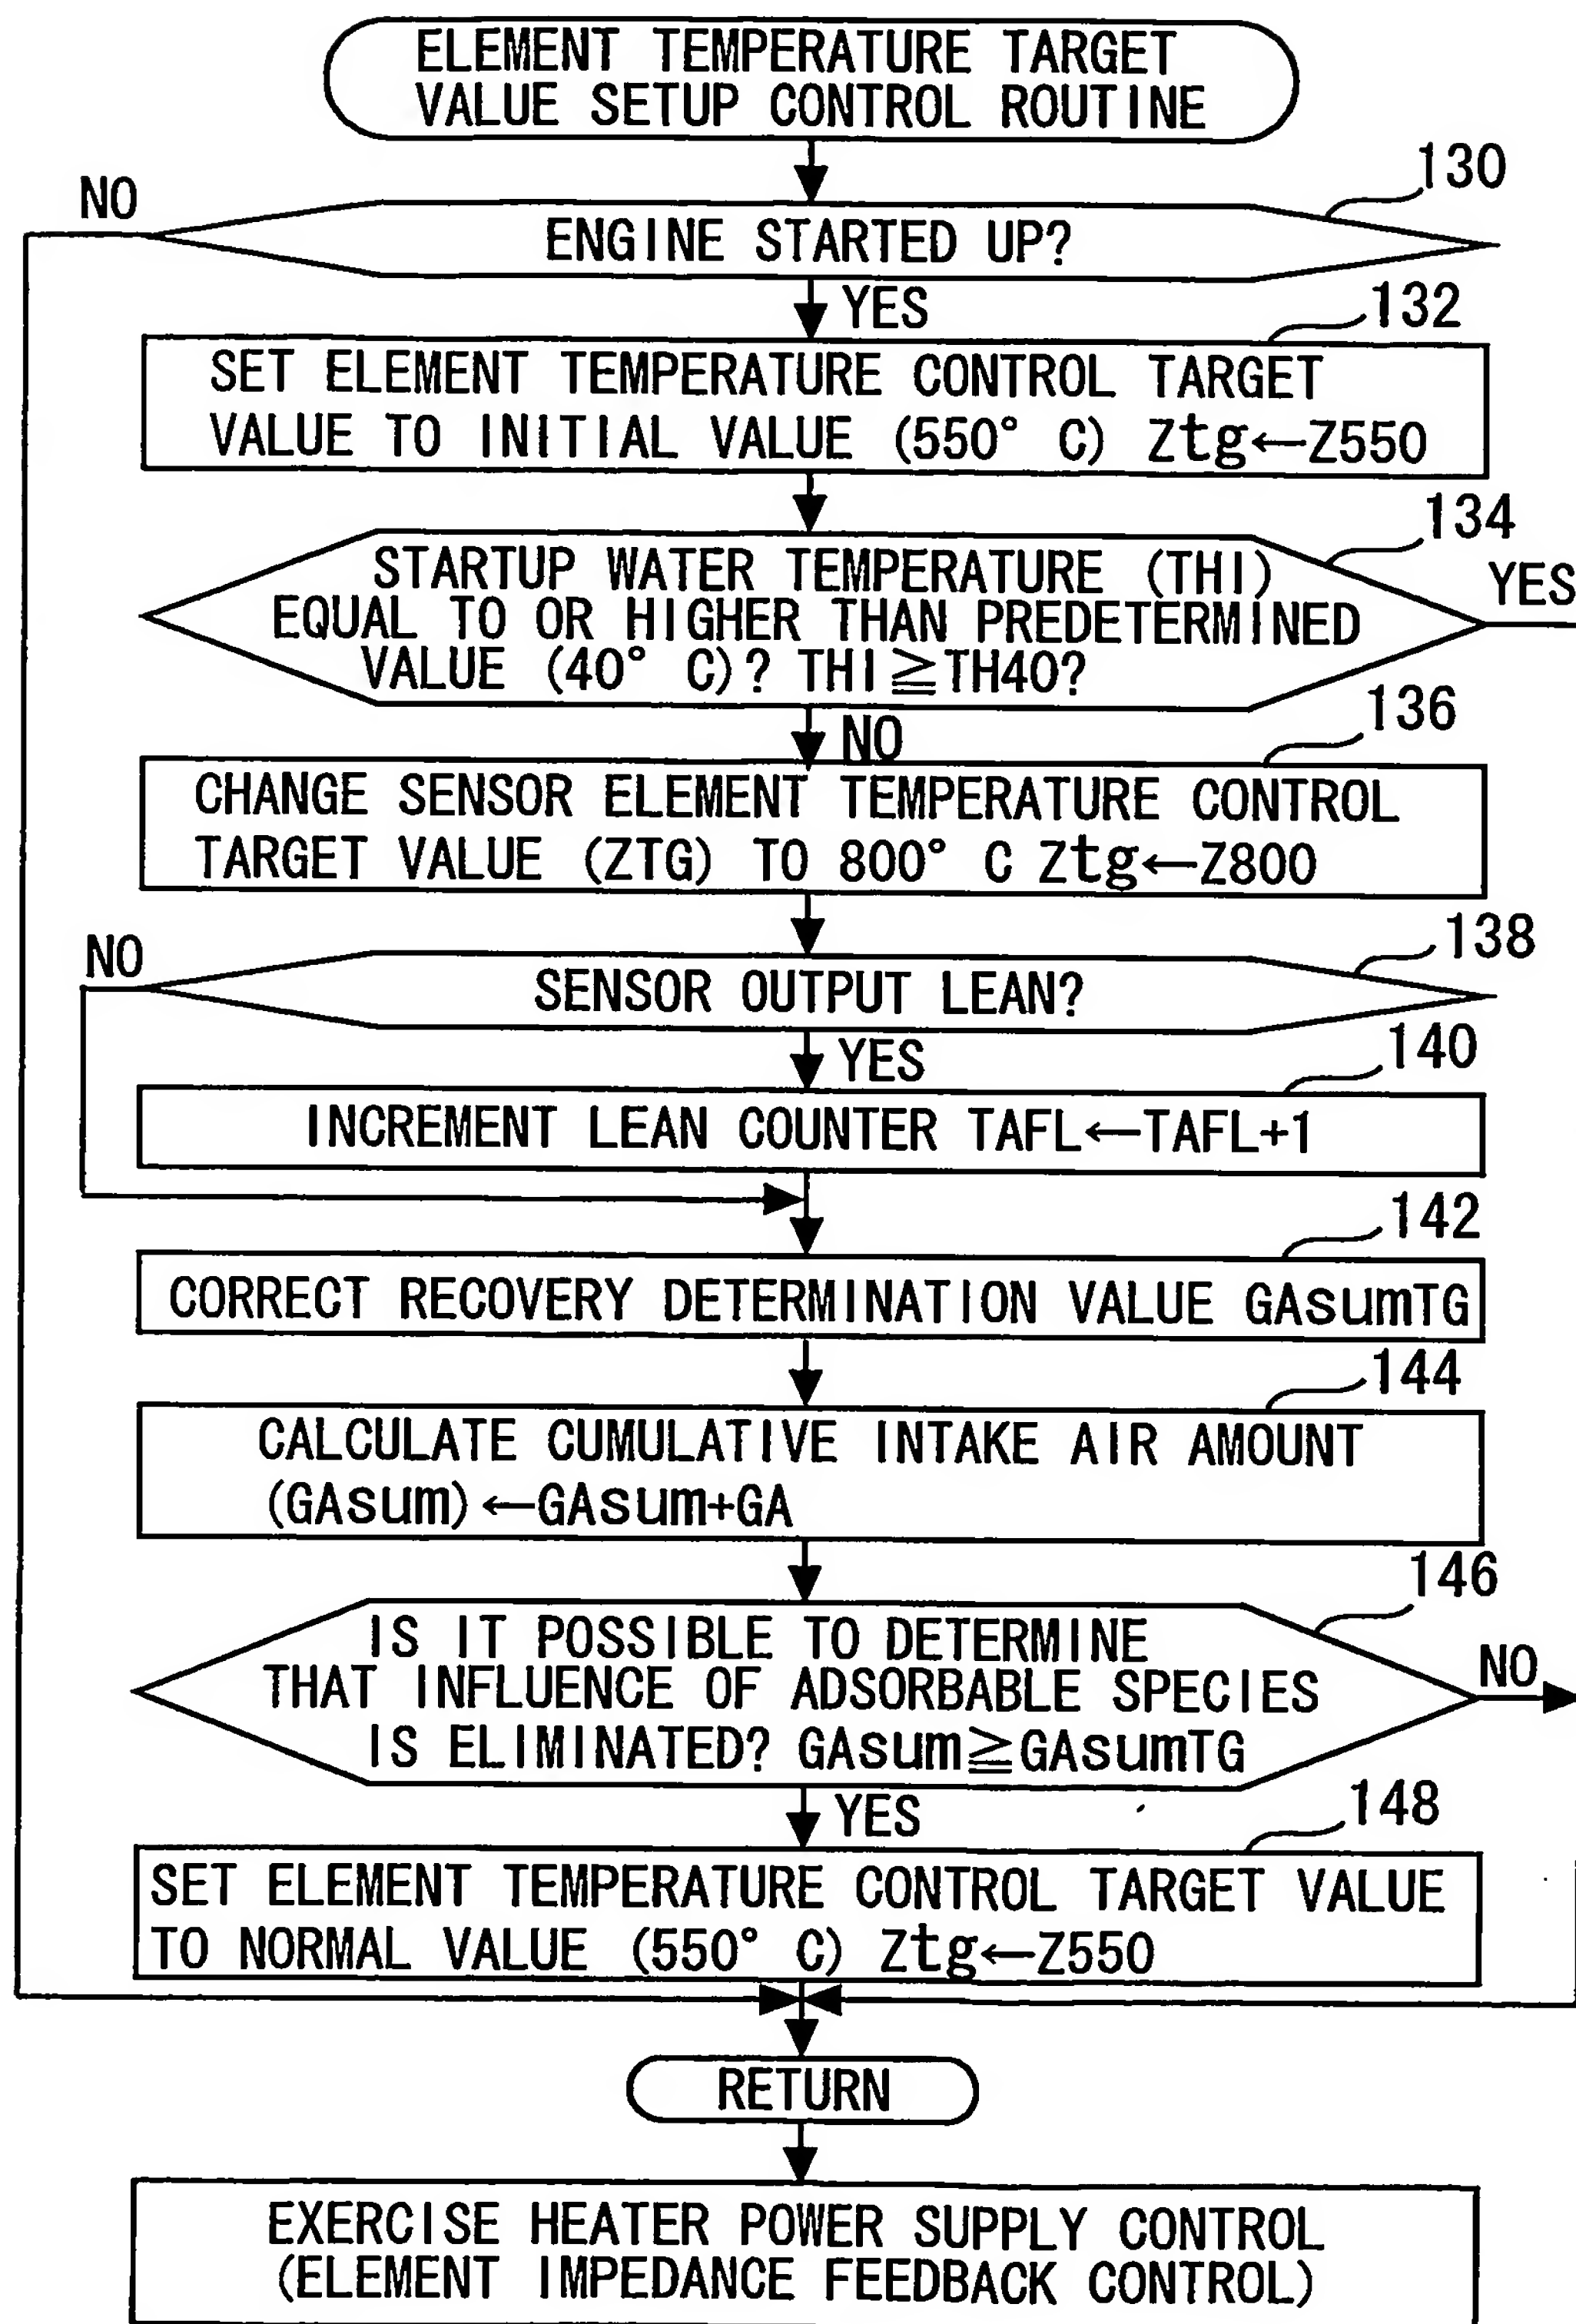 ELEMENT TEMPERATURE TARGET
VALUE SETUP CONTROL ROUTINE
130
NO
ENGINE STARTED UP?
YES
132
SET ELEMENT TEMPERATURE CONTROL TARGET
VALUE TO INITIAL VALUE (550° C) Ztg←Z550
134
STARTUP WATER TEMPERATURE (THI)
YES
EQUAL TO OR HIGHER THAN PREDETERMINED
VALUE (40° C)? THI≧TH40?
136
NO
CHANGE SENSOR ELEMENT TEMPERATURE CONTROL
TARGET VALUE (ZTG) TO 800° C Ztg←Z800
138
NO
SENSOR OUTPUT LEAN?
YES
140
INCREMENT LEAN COUNTER TAFL←TAFL+1
142
CORRECT RECOVERY DETERMINATION VALUE GAsumTG
144
CALCULATE CUMULATIVE INTAKE AIR AMOUNT
(GAsum)←GAsum+GA
146
IS IT POSSIBLE TO DETERMINE
THAT INFLUENCE OF ADSORBABLE SPECIES
NO
IS ELIMINATED? GAsum≧GAsumTG
YES
148
SET ELEMENT TEMPERATURE CONTROL TARGET VALUE
TO NORMAL VALUE (550° C) Ztg←Z550
RETURN
EXERCISE HEATER POWER SUPPLY CONTROL
(ELEMENT IMPEDANCE FEEDBACK CONTROL)